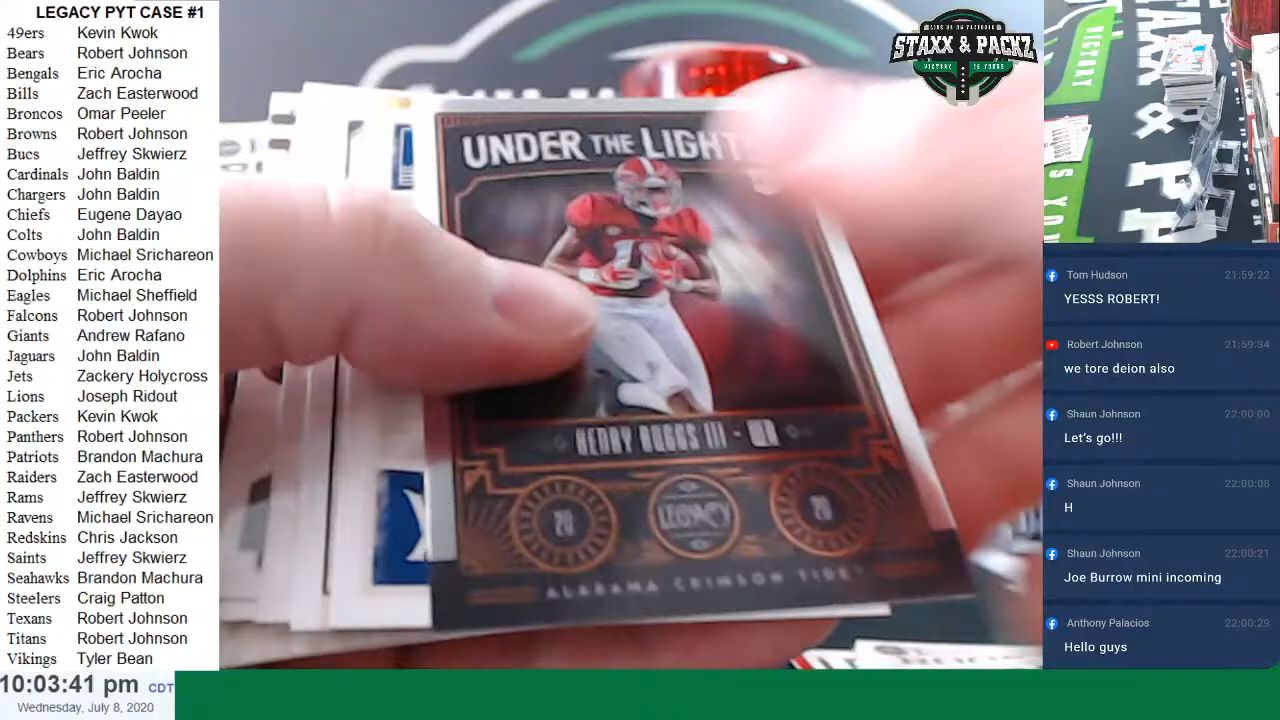 LEGACY PYT CASE #1
49ers Kevin Kwok
Bears Robert Johnson
Bengals Eric Arocha
Bills Zach Easterwood
Broncos Omar Peeler
Browns Robert Johnson
Bucs Jeffrey Skwierz
Cardinals John Baldin
Chargers John Baldin
Chiefs Eugene Dayao
Colts John Baldin
Cowboys Michael Srichareon
Dolphins Eric Arocha
Eagles Michael Sheffield
Falcons Robert Johnson
Giants Andrew Rafano
Jaguars John Baldin
Jets Zackery Holycross
Lions Joseph Ridout
Packers Kevin Kwok
Panthers Robert Johnson
Patriots Brandon Machura
Raiders Zach Easterwood
Rams Jeffrey Skwierz
Ravens Michael Srichareon
Redskins Chris Jackson
Saints Jeffrey Skwierz
Seahawks Brandon Machura
Steelers Craig Patton
Texans Robert Johnson
Titans Robert Johnson
Vikings Tyler Bean
10:03:41 pm CDT
Wednesday, July 8, 2020
UNDER THE LIGHT
HENRY RUGGS III - WR
20 LEGACY 20
ALABAMA CRIMSON TIDE
STAXX & PACKZ
VICTORY IS YOURS
VICTORY
Tom Hudson 21:59:22
YESSS ROBERT!
Robert Johnson 21:59:34
we tore deion also
Shaun Johnson 22:00:00
Let's go!!!
Shaun Johnson 22:00:08
H
Shaun Johnson 22:00:21
Joe Burrow mini incoming
Anthony Palacios 22:00:29
Hello guys